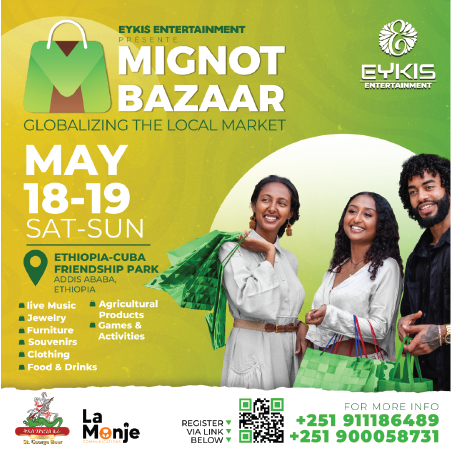 EYKIS ENTERTAINMENT
PRÉSENTE
MIGNOT
BAZAAR
GLOBALIZING THE LOCAL MARKET
EYKIS
ENTERTAINMENT
MAY
18-19
SAT-SUN
ETHIOPIA-CUBA
FRIENDSHIP PARK
ADDIS ABABA,
ETHIOPIA
live Music
Jewelry
Furniture
Souvenirs
Clothing
Food & Drinks
Agricultural
Products
Games &
Activities
St. George Beer
La
Monje
REGISTER
VIA LINK
BELOW
FOR MORE INFO
+251 911186489
+251 900058731